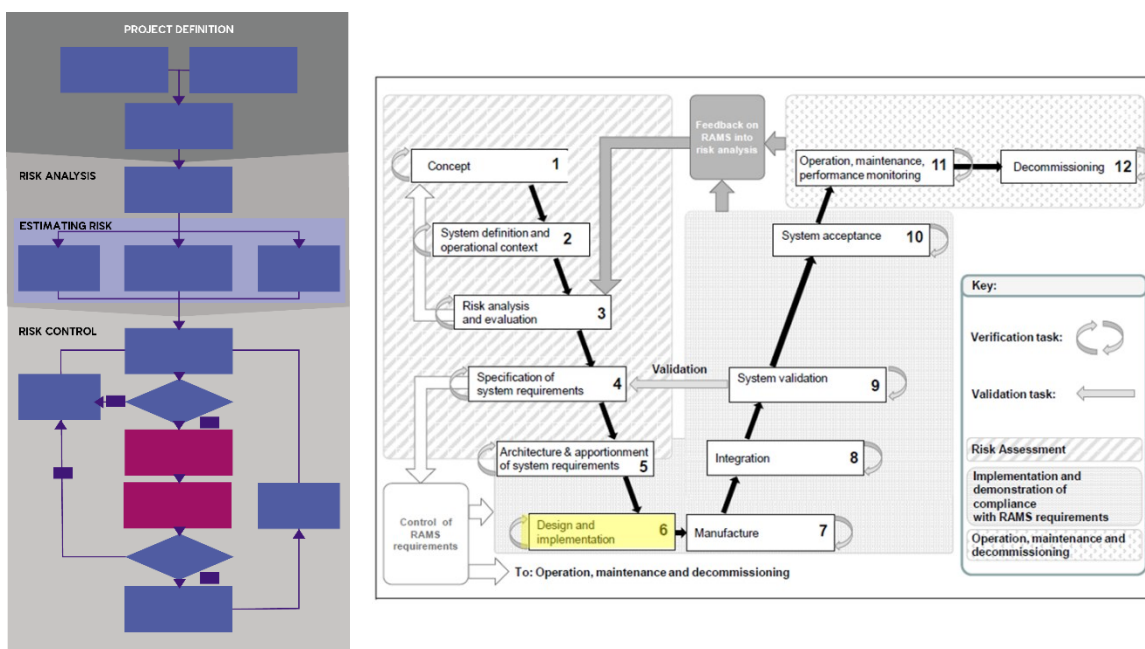 PROJECT DEFINITION
RISK ANALYSIS
ESTIMATING RISK
RISK CONTROL
Concept 1
System definition and
operational context 2
Risk analysis
and evaluation 3
Specification of
system requirements 4
Architecture & apportionment
of system requirements 5
Design and
implementation 6
Manufacture 7
Integration 8
System validation 9
System acceptance 10
Operation, maintenance,
performance monitoring 11
Decommissioning 12
Feedback on
RAMS into
risk analysis
Validation
Control of
RAMS
requirements
To: Operation, maintenance and decommissioning
Key:
Verification task:
Validation task:
Risk Assessment
Implementation and
demonstration of
compliance
with RAMS requirements
Operation, maintenance and
decommissioning